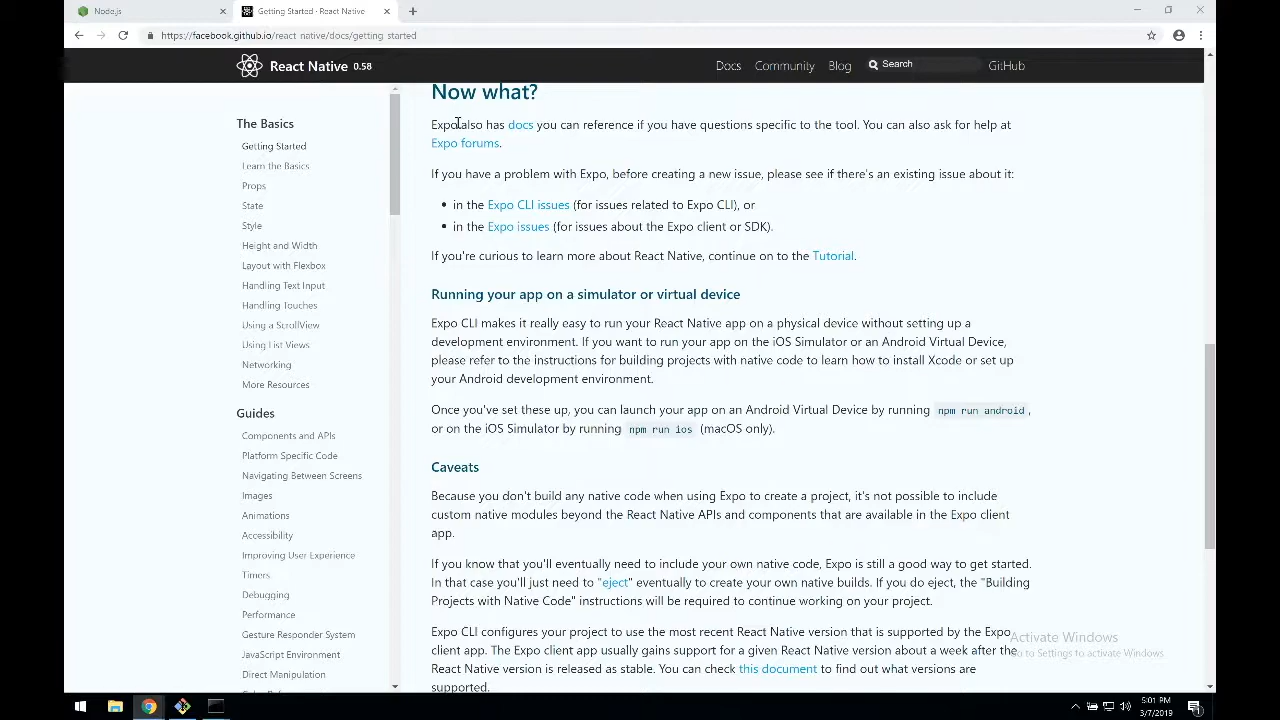 Node.js
Getting Started · React Native
https://facebook.github.io/react-native/docs/getting-started
React Native 0.58
Docs Community Blog Search GitHub
The Basics
Getting Started
Learn the Basics
Props
State
Style
Height and Width
Layout with Flexbox
Handling Text Input
Handling Touches
Using a ScrollView
Using List Views
Networking
More Resources
Guides
Components and APIs
Platform Specific Code
Navigating Between Screens
Images
Animations
Accessibility
Improving User Experience
Timers
Debugging
Performance
Gesture Responder System
JavaScript Environment
Direct Manipulation
Now what?
Expo also has docs you can reference if you have questions specific to the tool. You can also ask for help at
Expo forums.
If you have a problem with Expo, before creating a new issue, please see if there's an existing issue about it:
• in the Expo CLI issues (for issues related to Expo CLI), or
• in the Expo issues (for issues about the Expo client or SDK).
If you're curious to learn more about React Native, continue on to the Tutorial.
Running your app on a simulator or virtual device
Expo CLI makes it really easy to run your React Native app on a physical device without setting up a
development environment. If you want to run your app on the iOS Simulator or an Android Virtual Device,
please refer to the instructions for building projects with native code to learn how to install Xcode or set up
your Android development environment.
Once you've set these up, you can launch your app on an Android Virtual Device by running npm run android,
or on the iOS Simulator by running npm run ios (macOS only).
Caveats
Because you don't build any native code when using Expo to create a project, it's not possible to include
custom native modules beyond the React Native APIs and components that are available in the Expo client
app.
If you know that you'll eventually need to include your own native code, Expo is still a good way to get started.
In that case you'll just need to "eject" eventually to create your own native builds. If you do eject, the "Building
Projects with Native Code" instructions will be required to continue working on your project.
Expo CLI configures your project to use the most recent React Native version that is supported by the Expo
client app. The Expo client app usually gains support for a given React Native version about a week after the
React Native version is released as stable. You can check this document to find out what versions are
supported.
Activate Windows
Go to Settings to activate Windows
5:01 PM
3/7/2019